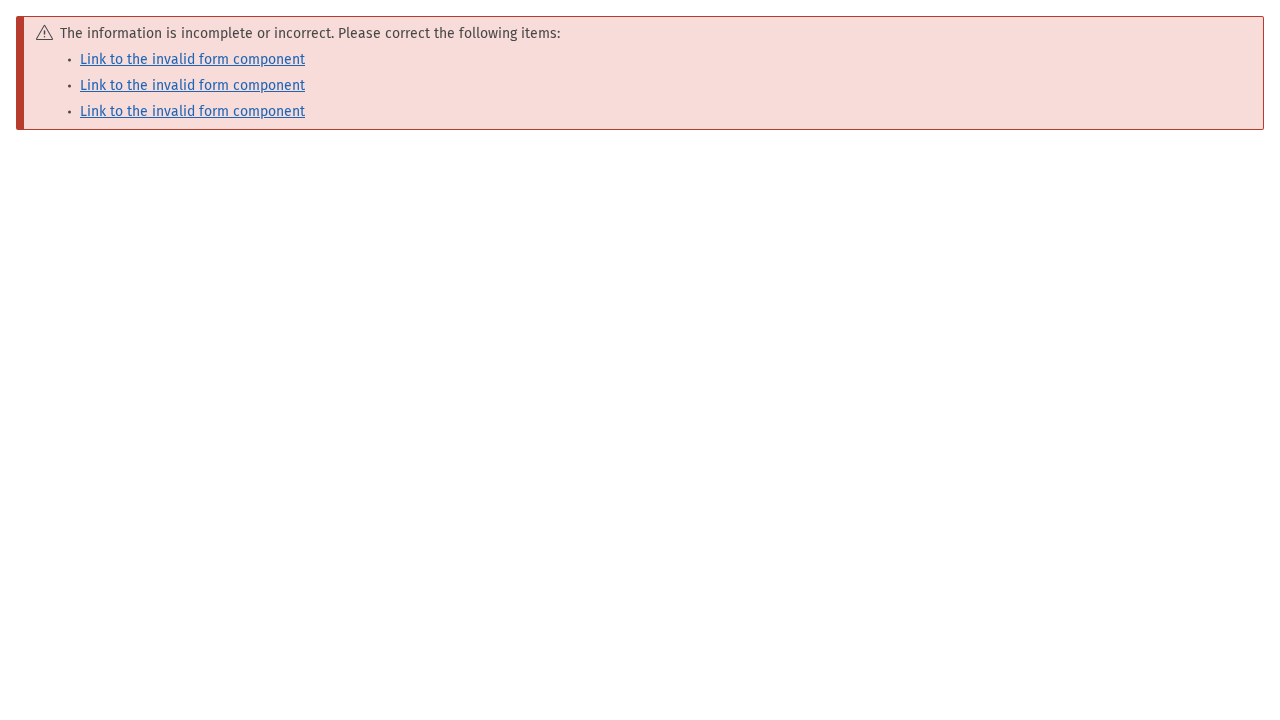 The information is incomplete or incorrect. Please correct the following items:
Link to the invalid form component
Link to the invalid form component
Link to the invalid form component